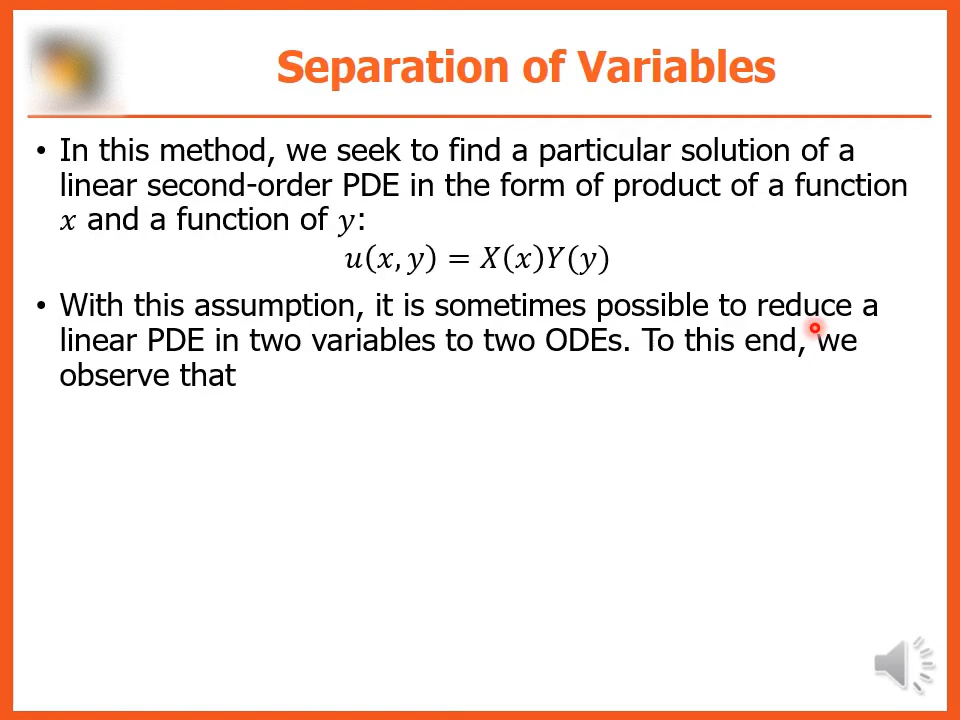 Separation of Variables
• In this method, we seek to find a particular solution of a
linear second-order PDE in the form of product of a function
𝑥 and a function of 𝑦:
𝑢(𝑥, 𝑦) = 𝑋(𝑥)𝑌(𝑦)
• With this assumption, it is sometimes possible to reduce a
linear PDE in two variables to two ODEs. To this end, we
observe that